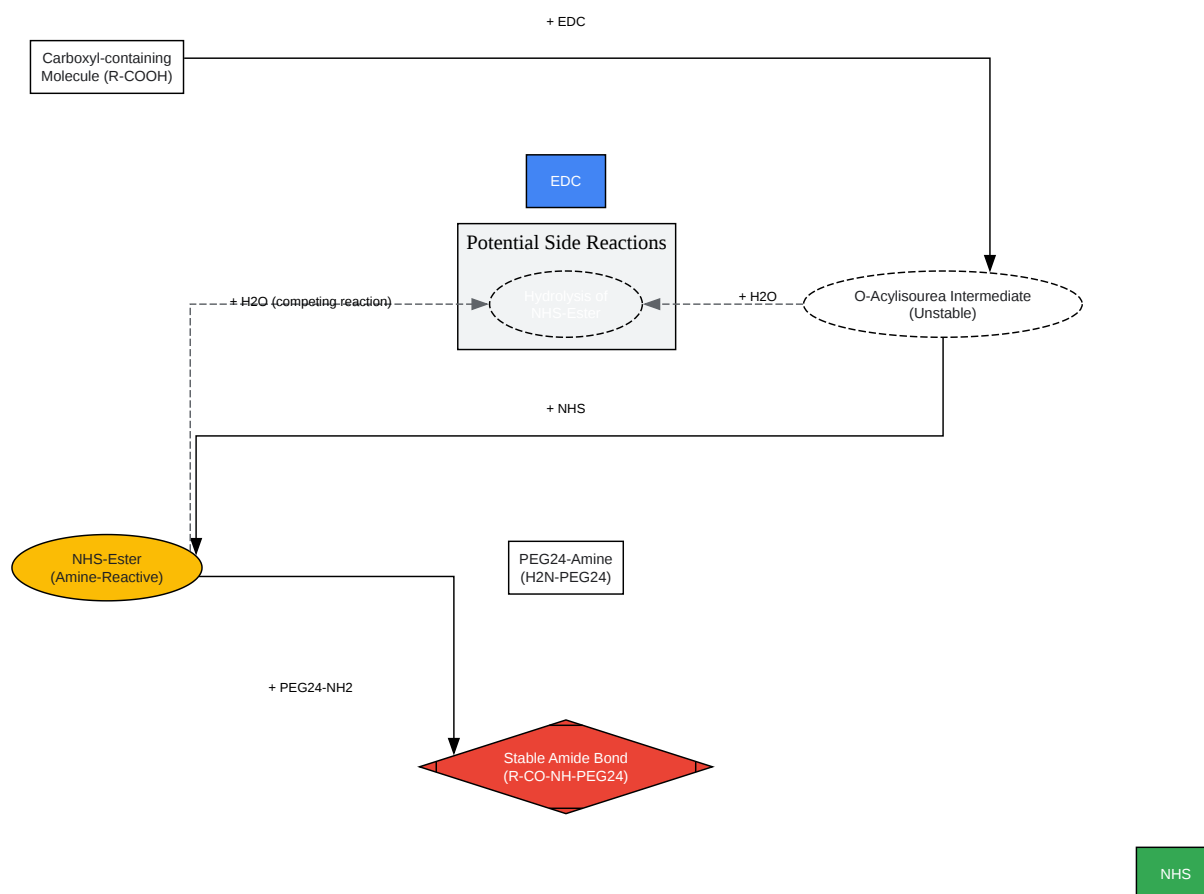 + EDC
Carboxyl-containing
Molecule (R-COOH)
EDC
Potential Side Reactions
Hydrolysis of
NHS-Ester
+ H2O (competing reaction)
+ H2O
O-Acylisourea Intermediate
(Unstable)
+ NHS
NHS-Ester
(Amine-Reactive)
PEG24-Amine
(H2N-PEG24)
+ PEG24-NH2
Stable Amide Bond
(R-CO-NH-PEG24)
NHS